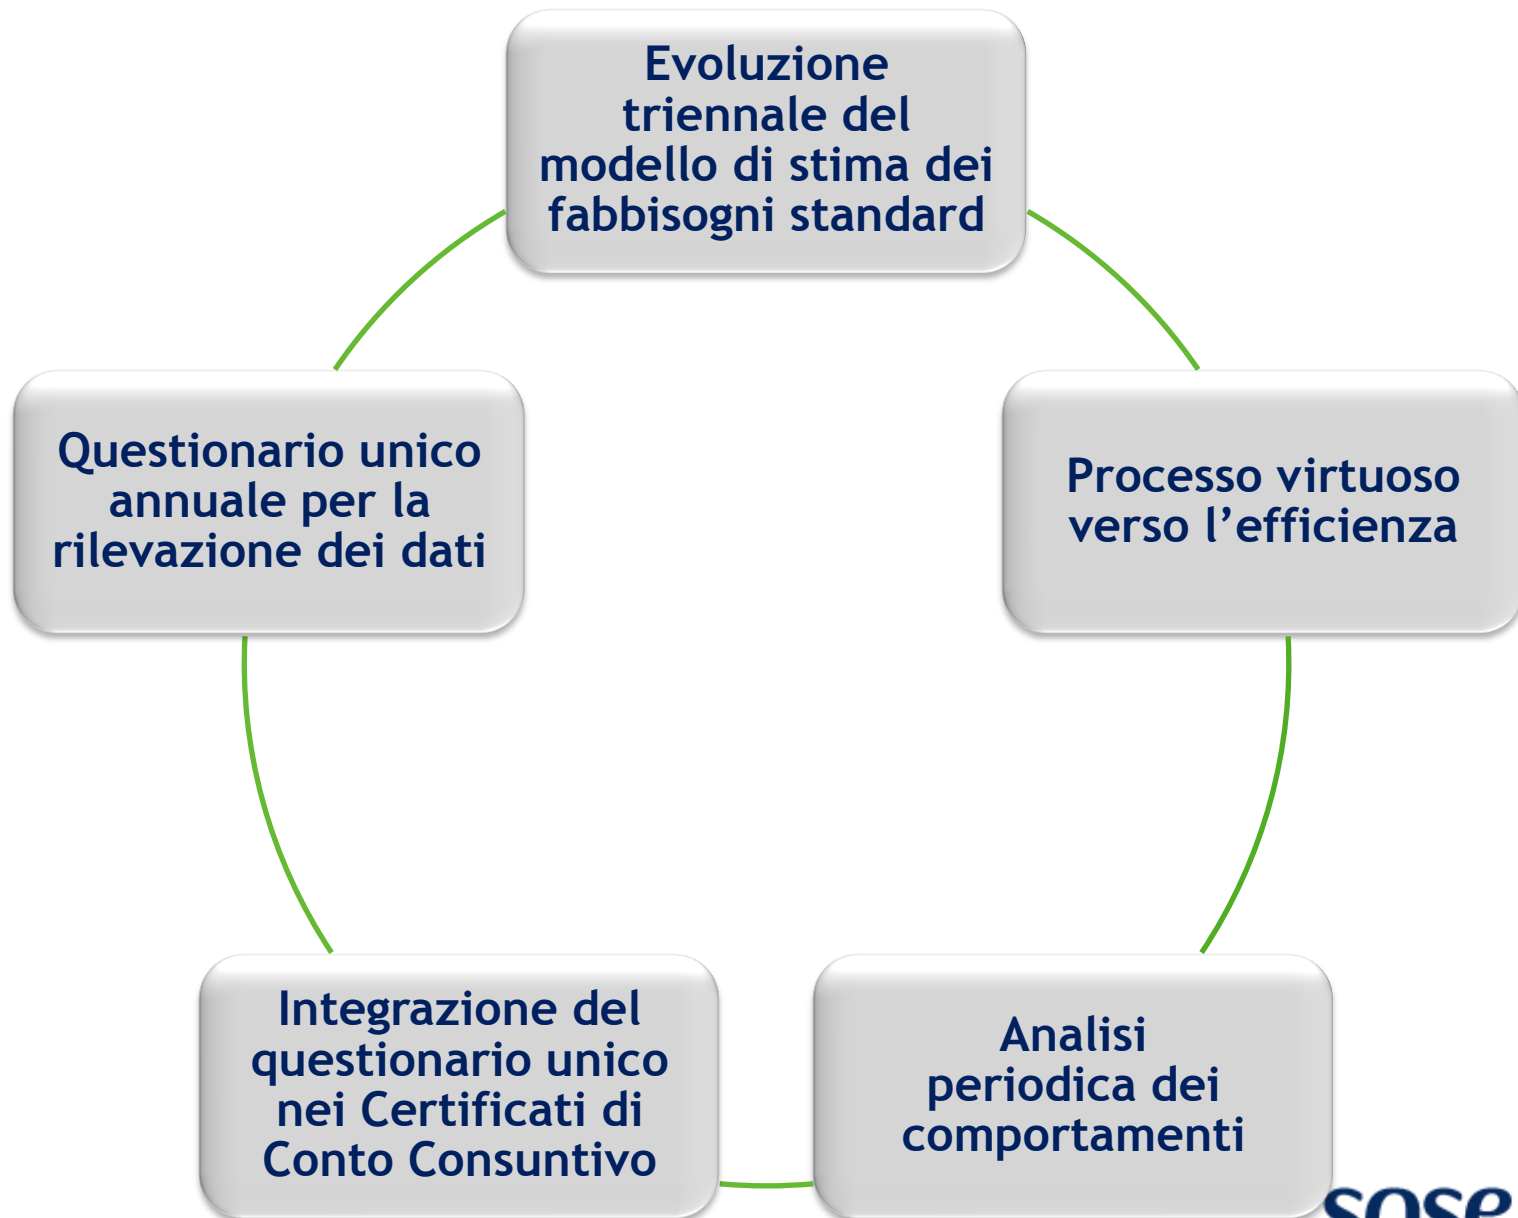 Evoluzione
triennale del
modello di stima dei
fabbisogni standard
Questionario unico
annuale per la
rilevazione dei dati
Processo virtuoso
verso l’efficienza
Integrazione del
questionario unico
nei Certificati di
Conto Consuntivo
Analisi
periodica dei
comportamenti
sose